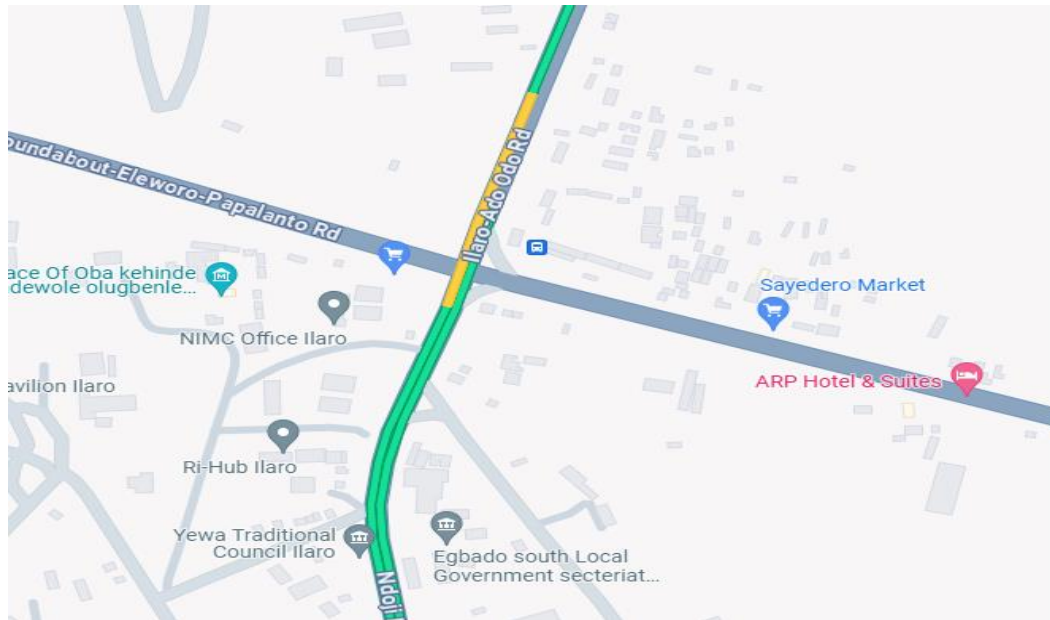 oundabout-Eleworo-Papalanto Rd
Ilaro-Ado Odo Rd
ace Of Oba kehinde
dewole olugbenle...
NIMC Office Ilaro
Sayedero Market
ARP Hotel & Suites
avilion Ilaro
Ri-Hub Ilaro
Yewa Traditional
Council Ilaro
Egbado south Local
Government secteriat...
Ndoji